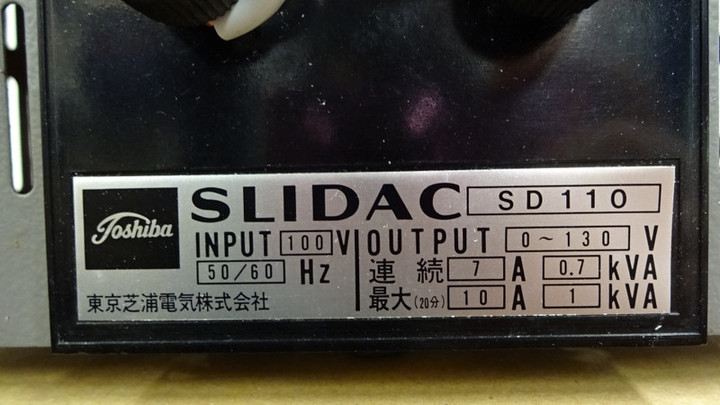 Toshiba
SLIDAC SD110
INPUT 100 V
50/60 Hz
東京芝浦電気株式会社
OUTPUT 0~130 V
連続 7 A 0.7 kVA
最大(20分) 10 A 1 kVA